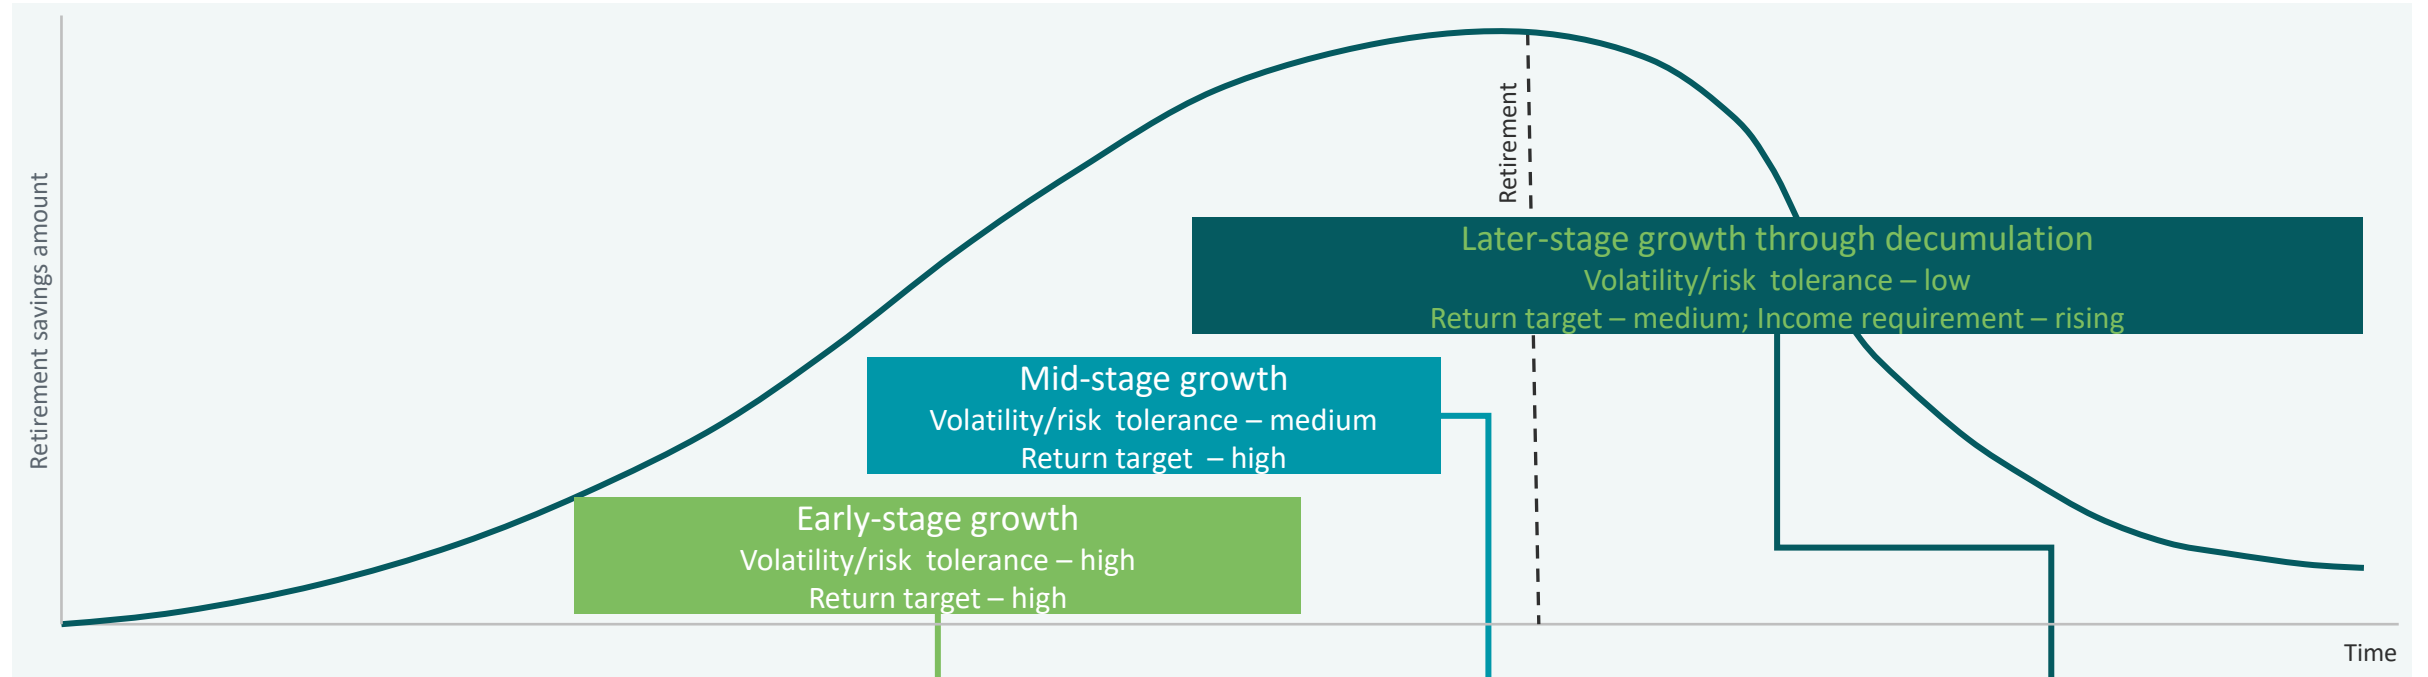 Retirement savings amount
Retirement
Later-stage growth through decumulation
Volatility/risk tolerance – low
Return target – medium; Income requirement – rising
Mid-stage growth
Volatility/risk tolerance – medium
Return target – high
Early-stage growth
Volatility/risk tolerance – high
Return target – high
Time